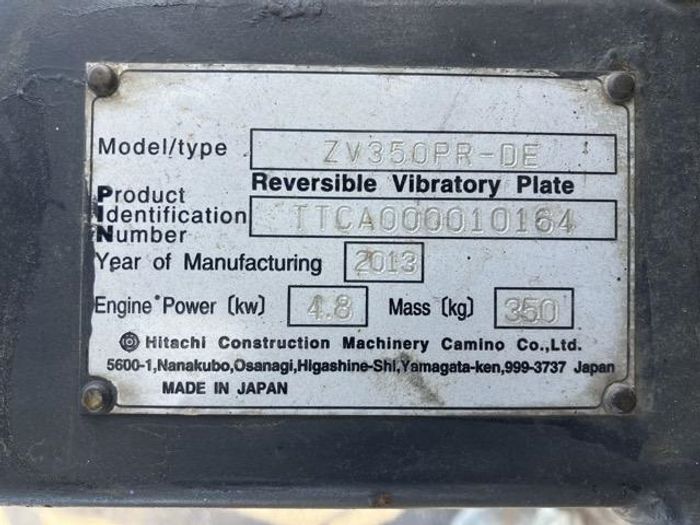 Model/type ZV350PR-DE
Reversible Vibratory Plate
Product
Identification TTCA000010164
Number
Year of Manufacturing 2013
Engine Power (kw) 4.8 Mass (kg) 350
Hitachi Construction Machinery Camino Co.,Ltd.
5600-1,Nanakubo,Osanagi,Higashine-Shi,Yamagata-ken,999-3737 Japan
MADE IN JAPAN